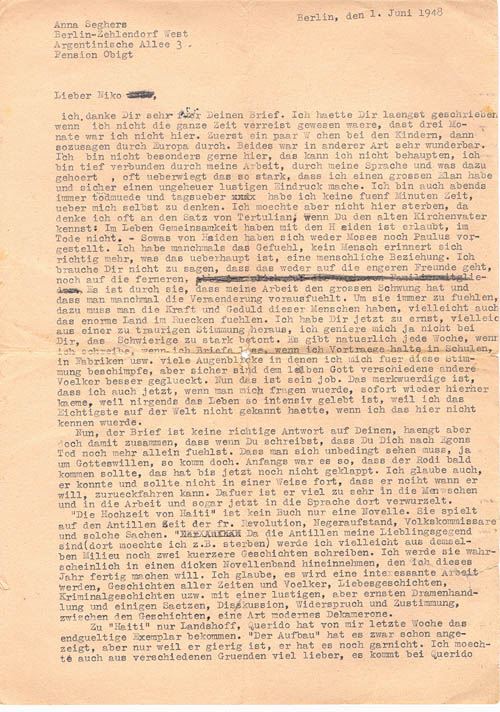 Berlin, den 1. Juni 1948
Anna Seghers
Berlin-Zehlendorf West
Argentinische Allee 3 .
Pension Obigt
Lieber Niko ,
ich danke Dir sehr für Deinen Brief. Ich haette Dir laengst geschrieben
wenn ich nicht die ganze Zeit verreist gewesen waere, dast drei Mo-
nate war ich nicht hier. Zuerst ein paar W chen bei den Kindern, dann
sozusagen durch Europa durch. Beides war in anderer Art sehr wunderbar.
Ich bin nicht besonders gerne hier, das kann ich nicht behaupten, ich
bin tief verbunden durch meine Arbeit, durch meine Sprache und was dazu
gehoert , oft ueberwiegt das so stark, dass ich einen grossen Elan habe
und sicher einen ungeheuer lustigen Eindruck mache. Ich bin auch abends
immer todmuede und tagsueber xxxx habe ich keine fuenf Minuten Zeit,
ueber mich selbst zu denken. Ich moechte aber nicht hier sterben, da
denke ich oft an den Satz von Tertulian, wenn Du den alten Kirchenvater
kennst: Im Leben Gemeinsamkeit haben mit den H eiden ist erlaubt, im
Tode nicht. - Sowas von Heiden haben sich weder Moses noch Paulus vor-
gestellt. Ich habe manchmal das Gefuehl, kein Mensch erinnert sich
richtig mehr, was das ueberhaupt ist, eine menschliche Beziehung. Ich
brauche Dir nicht zu sagen, dass das weder auf die engeren Freunde geht,
noch auf die ferneren,
Es ist durch sie, dass meine Arbeit den grossen Schwung hat und
dass man manchmal die Veraenderung vorausfuehlt. Um sie immer zu fuehlen,
dazu muss man die Kraft und Geduld dieser Menschen haben, vielleicht auch
das enorme Land im Ruecken fuehlen. Ich habe Dir jetzt zu ernst, vielleicht
aus einer zu traurigen Stimmung heraus, ich geniere mich ja nicht bei
Dir, das Schwierige zu stark betont. Es gibt natuerlich jede Woche, wenn
ich schreibe, wenn ich Briefe lese, wenn ich Vortraege halte in Schulen,
in Fabriken usw. viele Augenblicke in denen ich mich fuer diese stim-
mung beschimpfe, aber sicher sind dem lieben Gott verschiedene andere
Voelker besser geglueckt. Nun das ist sein job. Das merkwuerdige ist,
dass ich auch jetzt, wenn man mich fragen wuerde, sofort wieder hierher
kaeme, weil nirgends das Leben so intensiv gelebt ist, weil ich das
Wichtigste auf der Welt nicht gekannt haette, wenn ich das hier nicht
kennen wuerde.
Nun, der Brief ist keine richtige Antwort auf Deinen, haengt aber
doch damit zusammen, dass wenn Du schreibst, dass Du Dich nach Egons
Tod noch mehr allein fuehlst. Dass man sich unbedingt sehen muss, ja
um Gotteswillen, so komm doch. Anfangs war es so, dass der Rodi bald
kommen sollte, das hat bis jetzt noch nicht geklappt. Ich glaube auch,
er konnte und sollte nicht in einer Weise fort, dass er nciht wann er
will, zurueckfahren kann. Dafuer ist er viel zu sehr in die Menschen
und in die Arbeit und sogar jetzt in die Sprache dort verwurzelt.
"Die Hochzeit von Haiti" ist kein Buch nur eine Novelle. Sie spielt
auf den Antillen zeit der fr. Revolution, Negeraufstand, Volkskommissare
und solche Sachen. Da die Antillen meine Lieblingsgegend
sind(dort moechte ich z.B. sterben) werde ich vielleicht aus demsel-
ben Milieu noch zwei kuerzere Geschichten schreiben. Ich werde sie wahr-
scheinlich in einen dicken Novellenband hineinnehmen, den ich dieses
Jahr fertig machen will. Ich glaube, es wird eine interessante Arbeit
werden, Geschichten aller Zeiten und Voelker, Liebesgeschichten,
Kriminalgeschichten uzw. mit einer lustigen, aber ernsten Dramenhand-
lung und einigen Saetzen, Diskussion, Widerspruch und Zustimmung,
zwischen den Geschichten, eine Art modernes Dekamerone.
Zu "Haiti" nur Landshoff, Querido hat von mir letzte Woche das
endgueltige Exemplar bekommen. "Der Aufbau" hat es zwar schon ange-
zeigt, aber nur weil er gierig ist, er hat es noch garnicht. Ich moech-
te auch aus verschiedenen Gruenden viel lieber, es kommt bei Querido